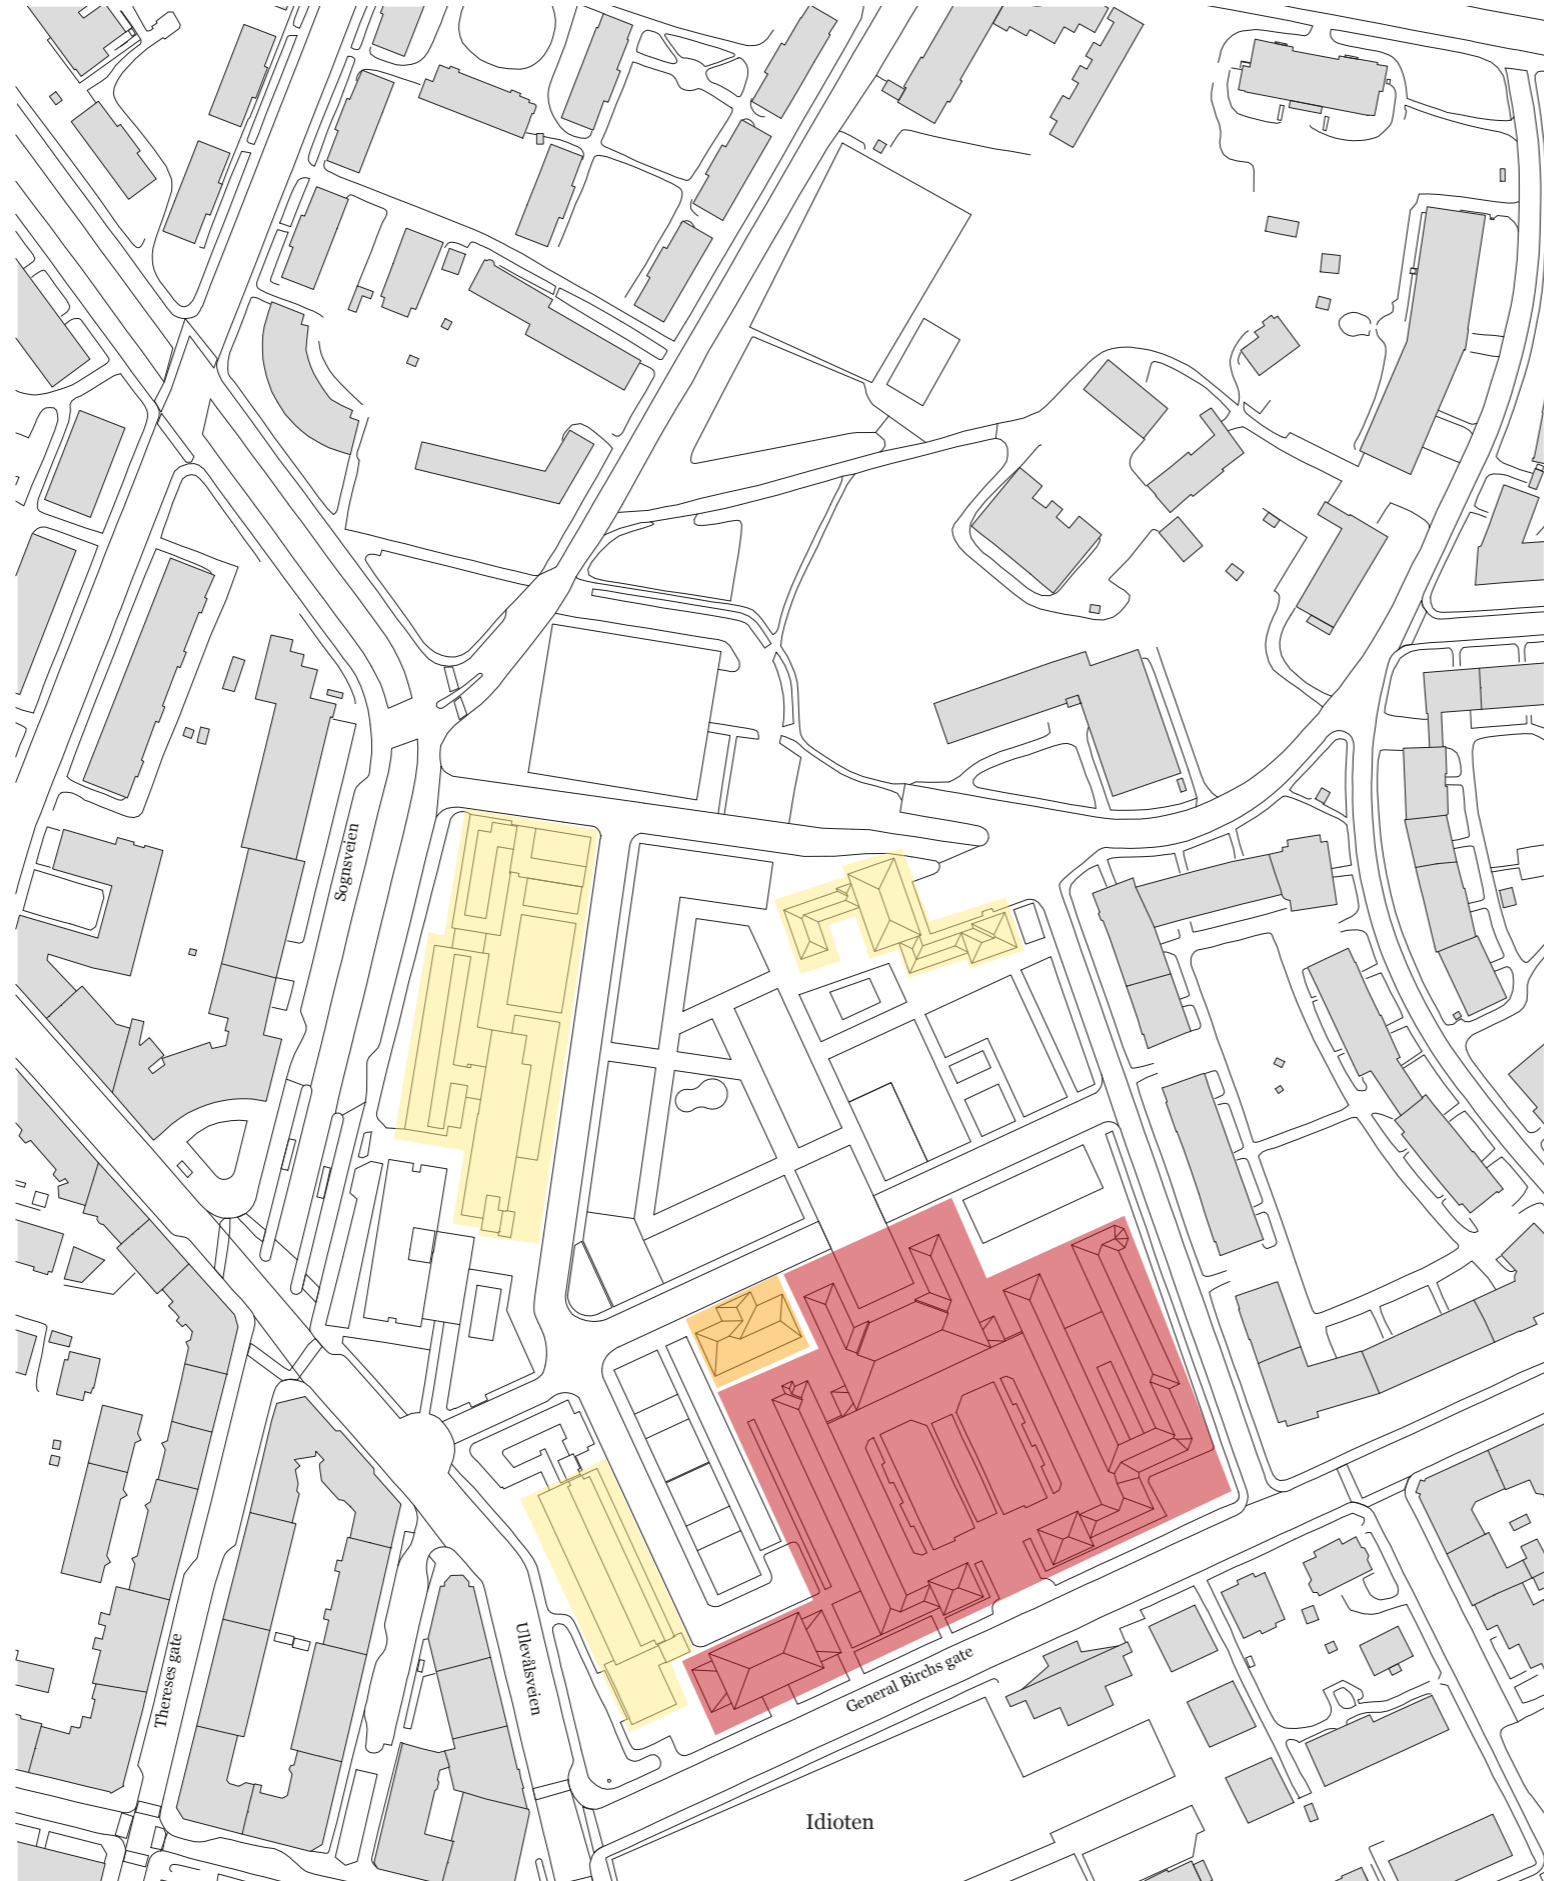 Sognsveien
Thereses gate
Ullevålsveien
General Birchs gate
Idioten